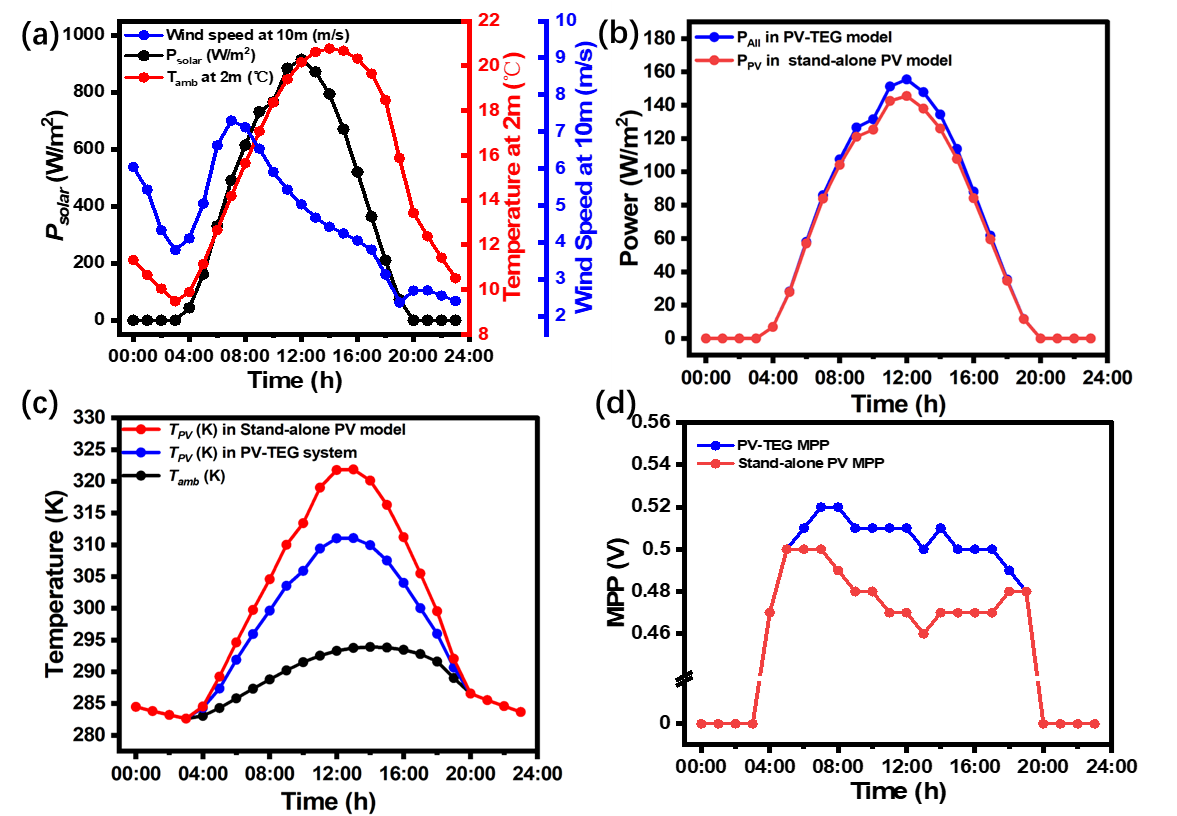 (a)
1000
800
600
400
200
0
P_solar (W/m²)
Wind speed at 10m (m/s)
P_solar (W/m²)
T_amb at 2m (℃)
22
20
18
16
14
12
10
8
Temperature at 2m (℃)
10
9
8
7
6
5
4
3
2
Wind Speed at 10m (m/s)
00:00 04:00 08:00 12:00 16:00 20:00 24:00
Time (h)
(b)
180
160
140
120
100
80
60
40
20
0
Power (W/m²)
P_All in PV-TEG model
P_PV in stand-alone PV model
00:00 04:00 08:00 12:00 16:00 20:00 24:00
Time (h)
(c)
330
325
320
315
310
305
300
295
290
285
280
Temperature (K)
T_PV (K) in Stand-alone PV model
T_PV (K) in PV-TEG system
T_amb (K)
00:00 04:00 08:00 12:00 16:00 20:00 24:00
Time (h)
(d)
0.56
0.54
0.52
0.5
0.48
0.46
0
MPP (V)
PV-TEG MPP
Stand-alone PV MPP
00:00 04:00 08:00 12:00 16:00 20:00 24:00
Time (h)